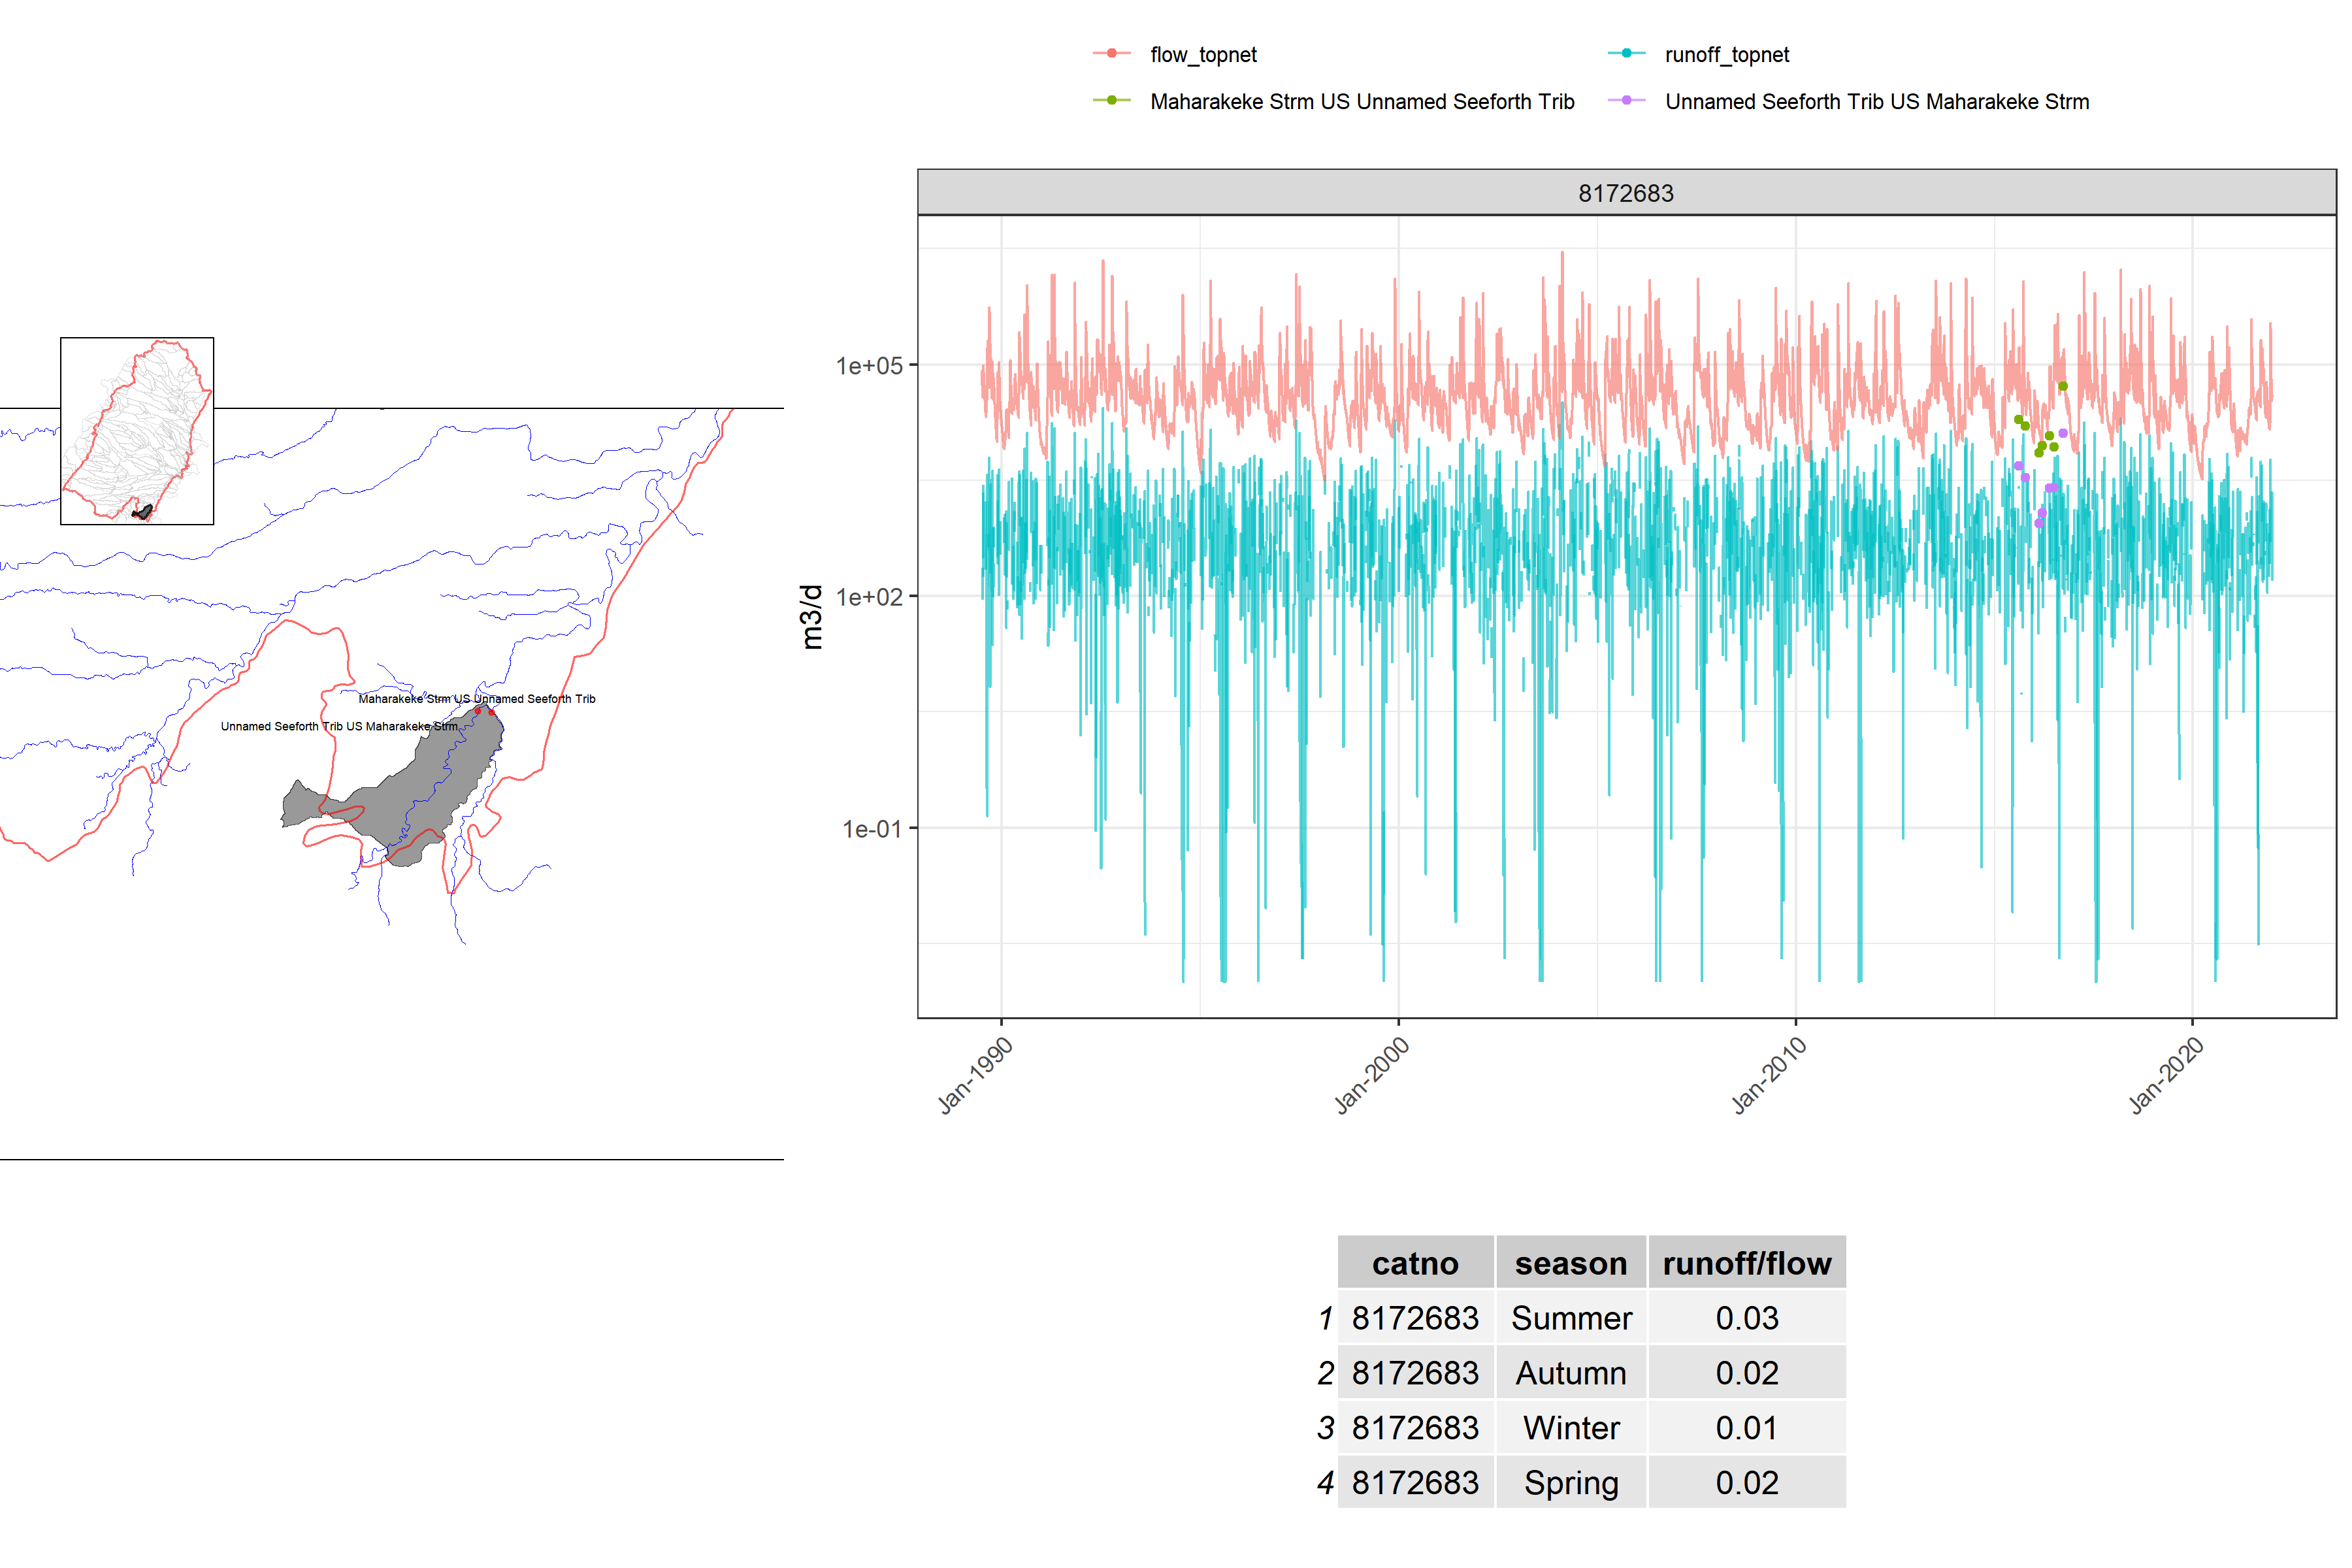 flow_topnet
runoff_topnet
Maharakeke Strm US Unnamed Seeforth Trib
Unnamed Seeforth Trib US Maharakeke Strm
8172683
1e+05
1e+02
1e-01
m3/d
Jan-1990
Jan-2000
Jan-2010
Jan-2020
Maharakeke Strm US Unnamed Seeforth Trib
Unnamed Seeforth Trib US Maharakeke Strm
catno season runoff/flow
1 8172683 Summer 0.03
2 8172683 Autumn 0.02
3 8172683 Winter 0.01
4 8172683 Spring 0.02